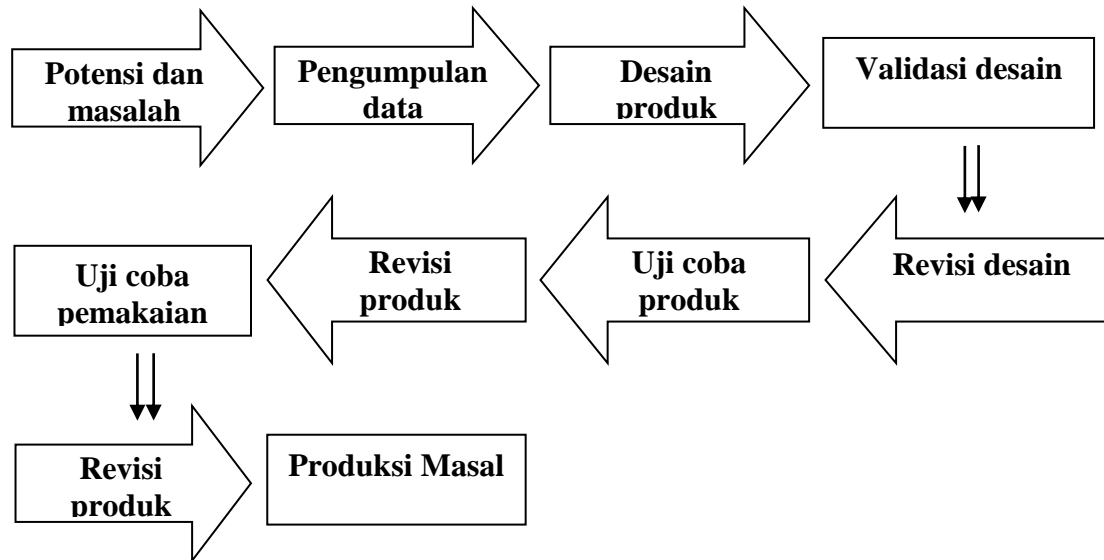 Potensi dan
masalah
Pengumpulan
data
Desain
produk
Validasi desain
Revisi desain
Uji coba
produk
Revisi
produk
Uji coba
pemakaian
Revisi
produk
Produksi Masal